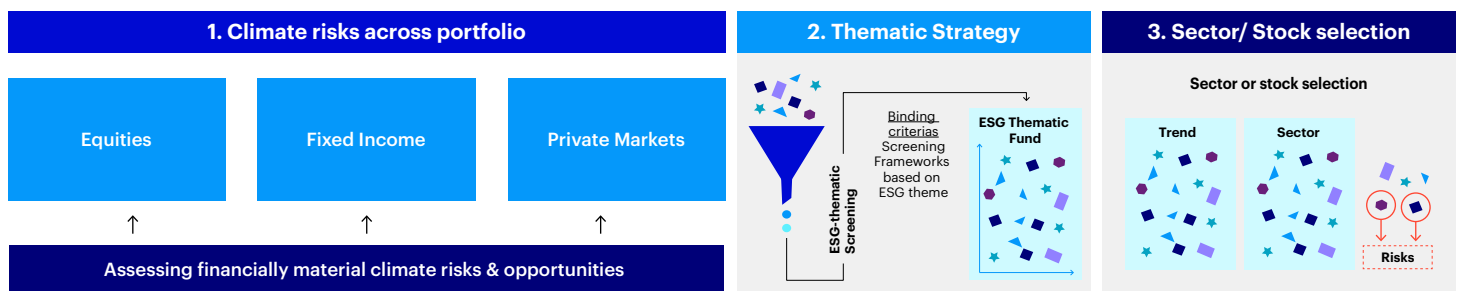 1. Climate risks across portfolio
Equities
Fixed Income
Private Markets
Assessing financially material climate risks & opportunities
2. Thematic Strategy
ESG-thematic
Screening
Binding
criterias
Screening
Frameworks
based on
ESG theme
ESG Thematic
Fund
3. Sector/ Stock selection
Sector or stock selection
Trend
Sector
Risks